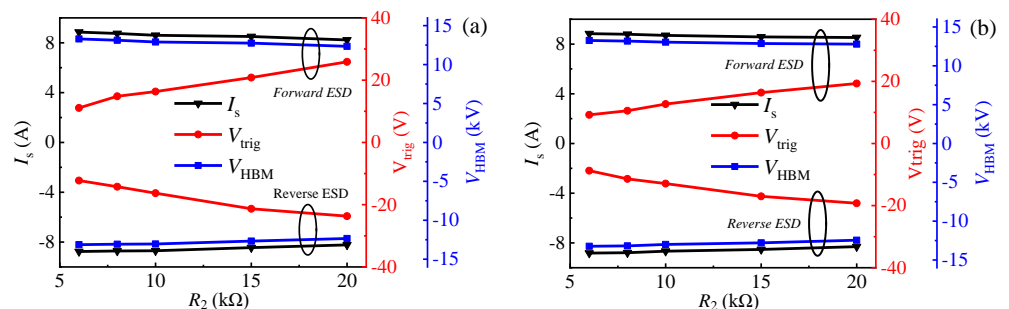 (a)
I_s (A)
8
4
0
-4
-8
5
10
15
20
R_2 (kΩ)
Forward ESD
I_s
V_trig
V_HBM
Reverse ESD
40
20
0
-20
-40
V_trig (V)
15
10
5
0
-5
-10
-15
V_HBM (kV)
(b)
I_s (A)
8
4
0
-4
-8
5
10
15
20
R_2 (kΩ)
Forward ESD
I_s
V_trig
V_HBM
Reverse ESD
40
20
0
-20
-40
Vtrig (V)
15
10
5
0
-5
-10
-15
V_HBM (kV)